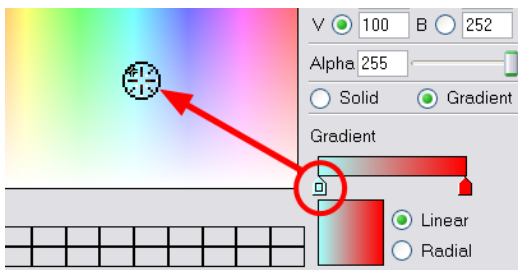 V 100 B 252
Alpha 255
Solid Gradient
Gradient
Linear
Radial